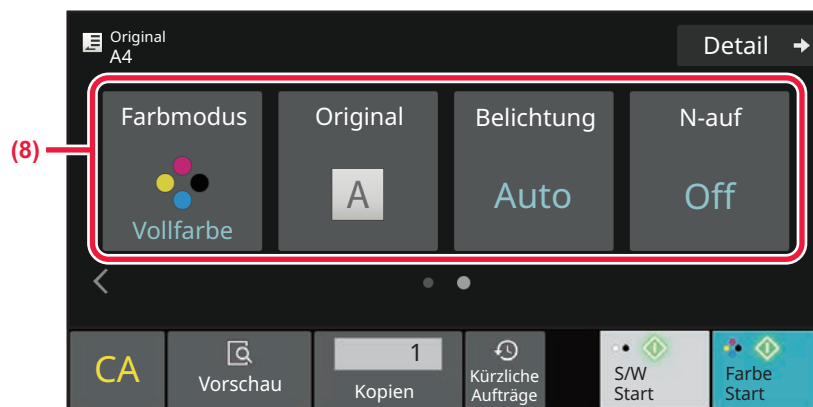 Original
A4
Detail
(8)
Farbmodus
Original
Belichtung
N-auf
A
Vollfarbe
Auto
Off
CA
Vorschau
1
Kopien
Kürzliche
Aufträge
S/W
Start
Farbe
Start